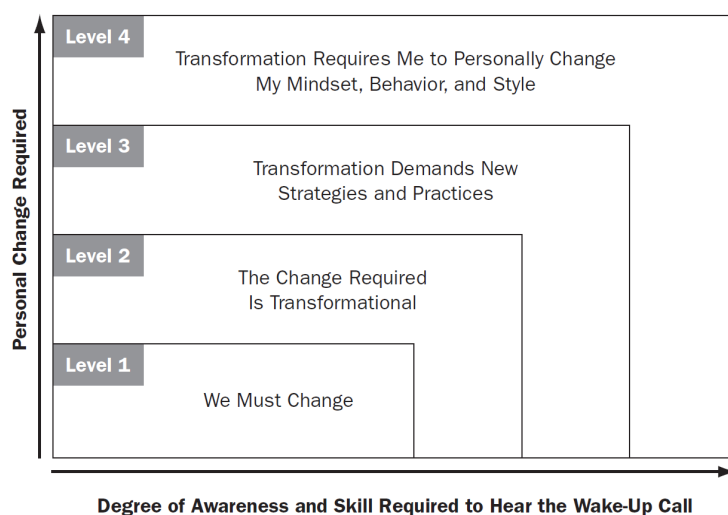 Level 4
Transformation Requires Me to Personally Change
My Mindset, Behavior, and Style
Level 3
Transformation Demands New
Strategies and Practices
Level 2
The Change Required
Is Transformational
Level 1
We Must Change
Personal Change Required
Degree of Awareness and Skill Required to Hear the Wake-Up Call